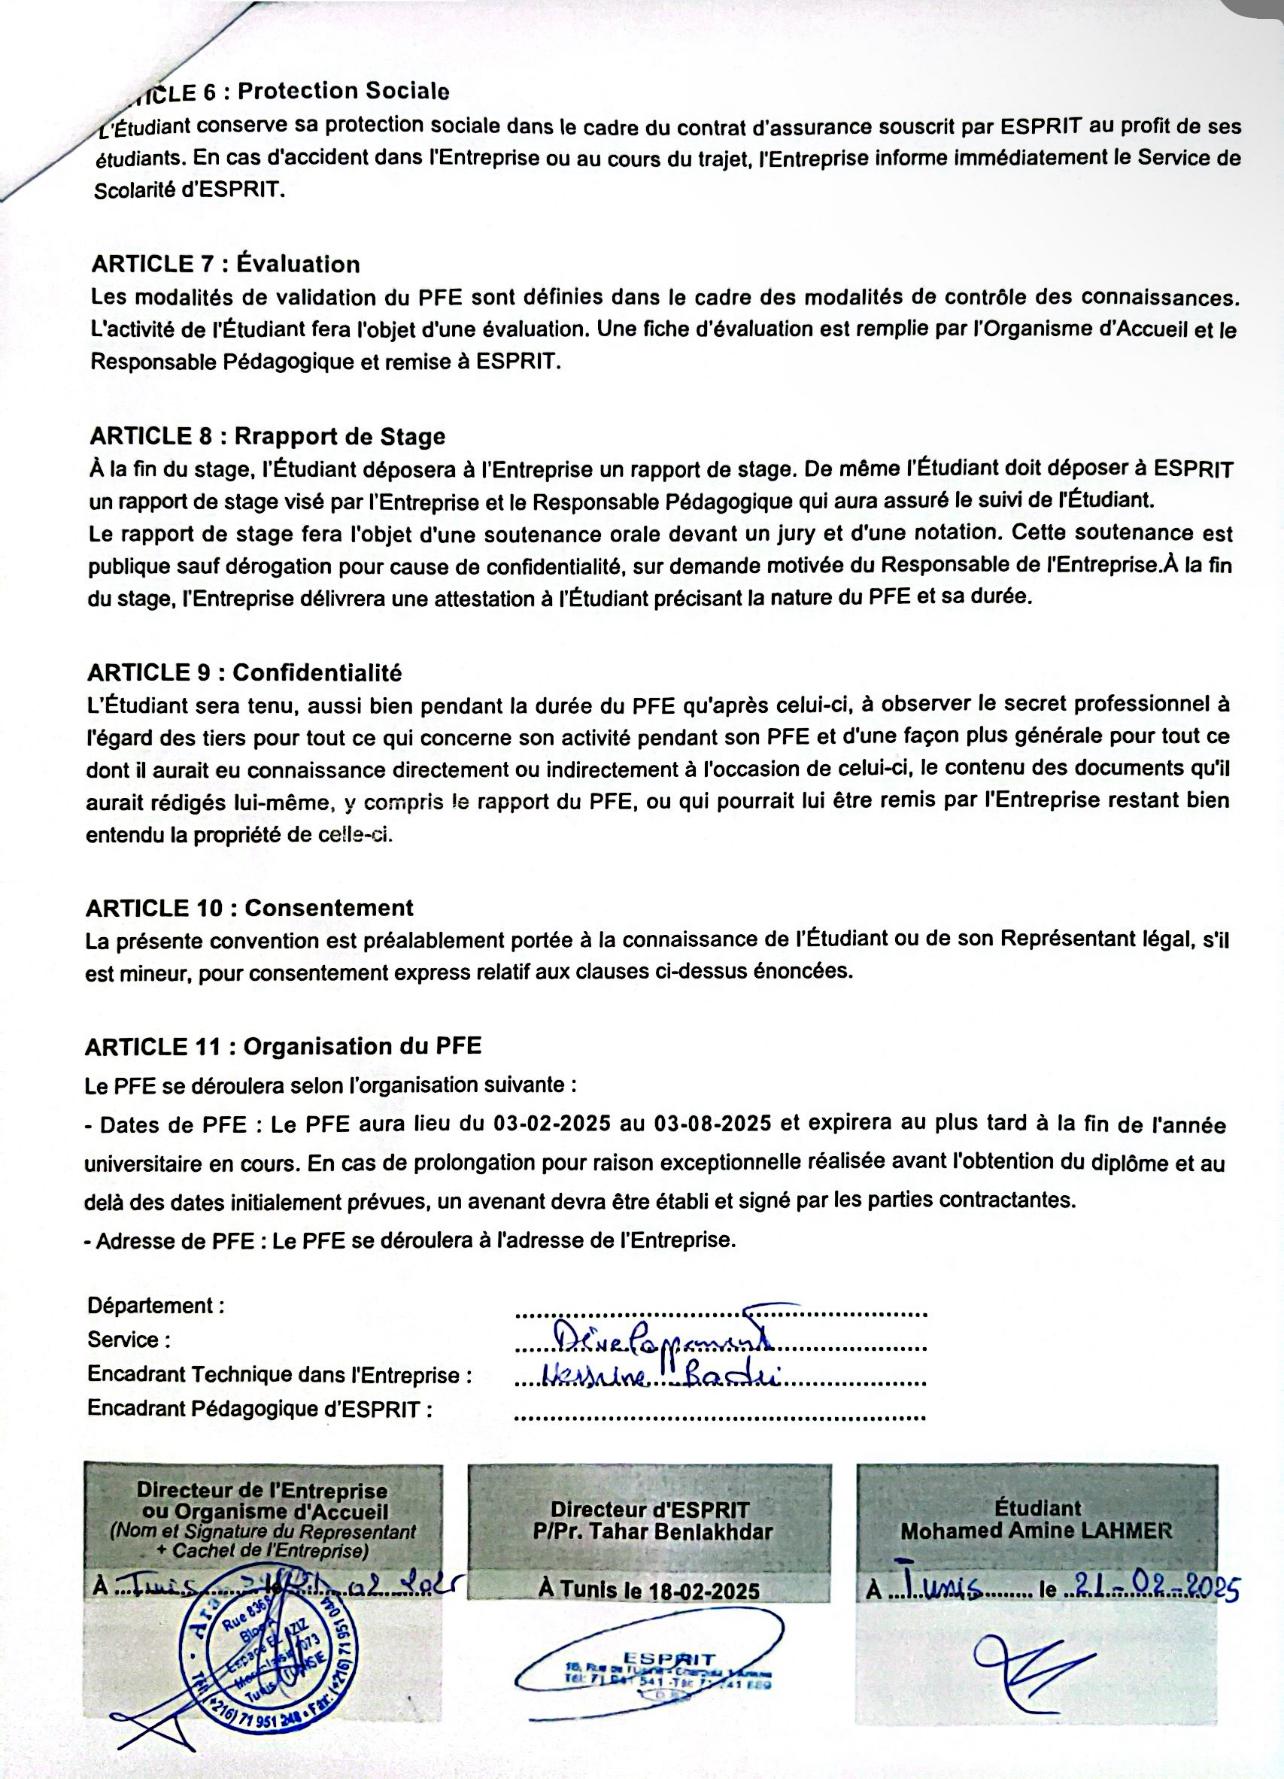 ICLE 6 : Protection Sociale
L'Étudiant conserve sa protection sociale dans le cadre du contrat d'assurance souscrit par ESPRIT au profit de ses
étudiants. En cas d'accident dans l'Entreprise ou au cours du trajet, l'Entreprise informe immédiatement le Service de
Scolarité d'ESPRIT.
ARTICLE 7 : Évaluation
Les modalités de validation du PFE sont définies dans le cadre des modalités de contrôle des connaissances.
L'activité de l'Étudiant fera l'objet d'une évaluation. Une fiche d'évaluation est remplie par l'Organisme d'Accueil et le
Responsable Pédagogique et remise à ESPRIT.
ARTICLE 8 : Rrapport de Stage
À la fin du stage, l'Étudiant déposera à l'Entreprise un rapport de stage. De même l'Étudiant doit déposer à ESPRIT
un rapport de stage visé par l'Entreprise et le Responsable Pédagogique qui aura assuré le suivi de l'Étudiant.
Le rapport de stage fera l'objet d'une soutenance orale devant un jury et d'une notation. Cette soutenance est
publique sauf dérogation pour cause de confidentialité, sur demande motivée du Responsable de l'Entreprise.À la fin
du stage, l'Entreprise délivrera une attestation à l'Étudiant précisant la nature du PFE et sa durée.
ARTICLE 9 : Confidentialité
L'Étudiant sera tenu, aussi bien pendant la durée du PFE qu'après celui-ci, à observer le secret professionnel à
l'égard des tiers pour tout ce qui concerne son activité pendant son PFE et d'une façon plus générale pour tout ce
dont il aurait eu connaissance directement ou indirectement à l'occasion de celui-ci, le contenu des documents qu'il
aurait rédigés lui-même, y compris le rapport du PFE, ou qui pourrait lui être remis par l'Entreprise restant bien
entendu la propriété de celle-ci.
ARTICLE 10 : Consentement
La présente convention est préalablement portée à la connaissance de l'Étudiant ou de son Représentant légal, s'il
est mineur, pour consentement express relatif aux clauses ci-dessus énoncées.
ARTICLE 11 : Organisation du PFE
Le PFE se déroulera selon l'organisation suivante :
- Dates de PFE : Le PFE aura lieu du 03-02-2025 au 03-08-2025 et expirera au plus tard à la fin de l'année
universitaire en cours. En cas de prolongation pour raison exceptionnelle réalisée avant l'obtention du diplôme et au
delà des dates initialement prévues, un avenant devra être établi et signé par les parties contractantes.
- Adresse de PFE : Le PFE se déroulera à l'adresse de l'Entreprise.
Département :
Service : Développement
Encadrant Technique dans l'Entreprise : Nessrine Badri
Encadrant Pédagogique d'ESPRIT :
Directeur de l'Entreprise
ou Organisme d'Accueil
(Nom et Signature du Representant
+ Cachet de l'Entreprise)
À Tunis le 02 2025
Rue 8368
Espace EL AZIZ
Tunis TUNISIE
Tél: (+216) 71 951 248 • Fax: (+216) 71 951 044
Directeur d'ESPRIT
P/Pr. Tahar Benlakhdar
À Tunis le 18-02-2025
ESPRIT
Étudiant
Mohamed Amine LAHMER
À Tunis le 21-02-2025